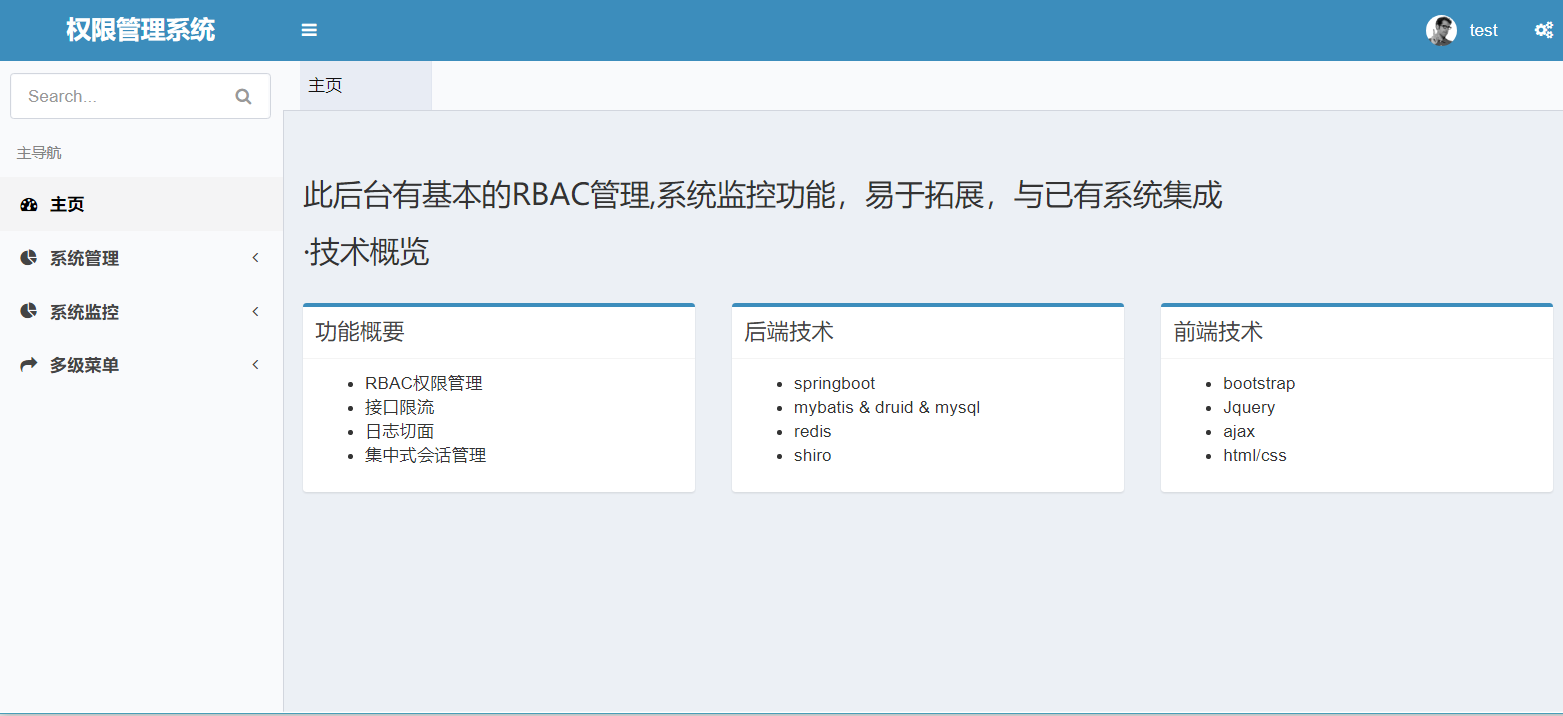 权限管理系统
test
Search...
主页
主导航
主页
系统管理
系统监控
多级菜单
此后台有基本的RBAC管理,系统监控功能，易于拓展，与已有系统集成
·技术概览
功能概要
RBAC权限管理
接口限流
日志切面
集中式会话管理
后端技术
springboot
mybatis & druid & mysql
redis
shiro
前端技术
bootstrap
Jquery
ajax
html/css